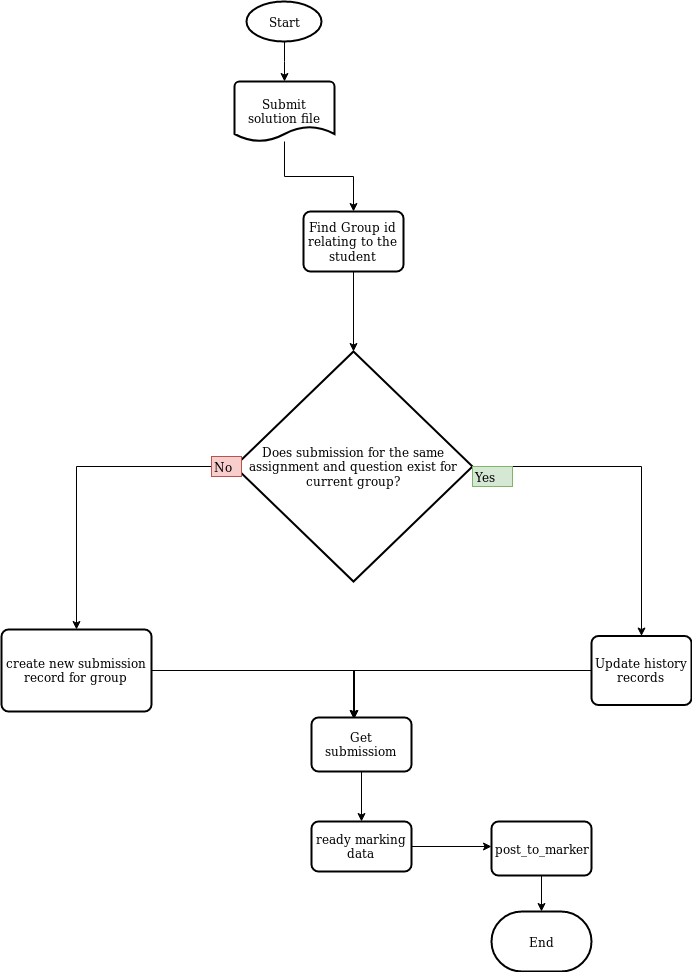 Start
Submit
solution file
Find Group id
relating to the
student
Does submission for the same
assignment and question exist for
current group?
No
Yes
create new submission
record for group
Update history
records
Get
submissiom
ready marking
data
post_to_marker
End